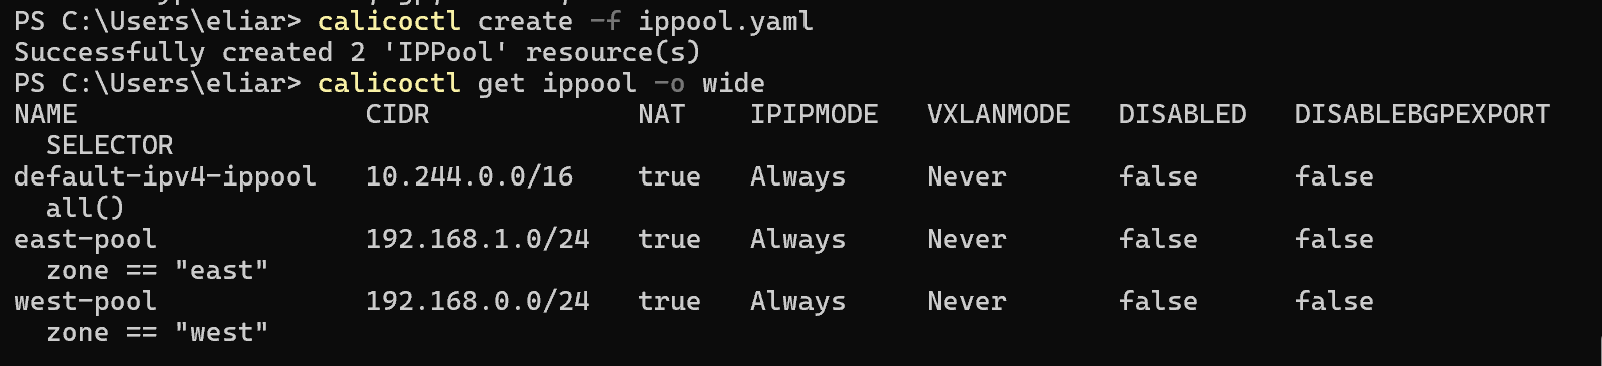 PS C:\Users\eliar> calicoctl create -f ippool.yaml
Successfully created 2 'IPPool' resource(s)
PS C:\Users\eliar> calicoctl get ippool -o wide
NAME                  CIDR             NAT    IPIPMODE   VXLANMODE   DISABLED   DISABLEBGPEXPORT
  SELECTOR
default-ipv4-ippool   10.244.0.0/16    true   Always     Never       false      false
  all()
east-pool             192.168.1.0/24   true   Always     Never       false      false
  zone == "east"
west-pool             192.168.0.0/24   true   Always     Never       false      false
  zone == "west"